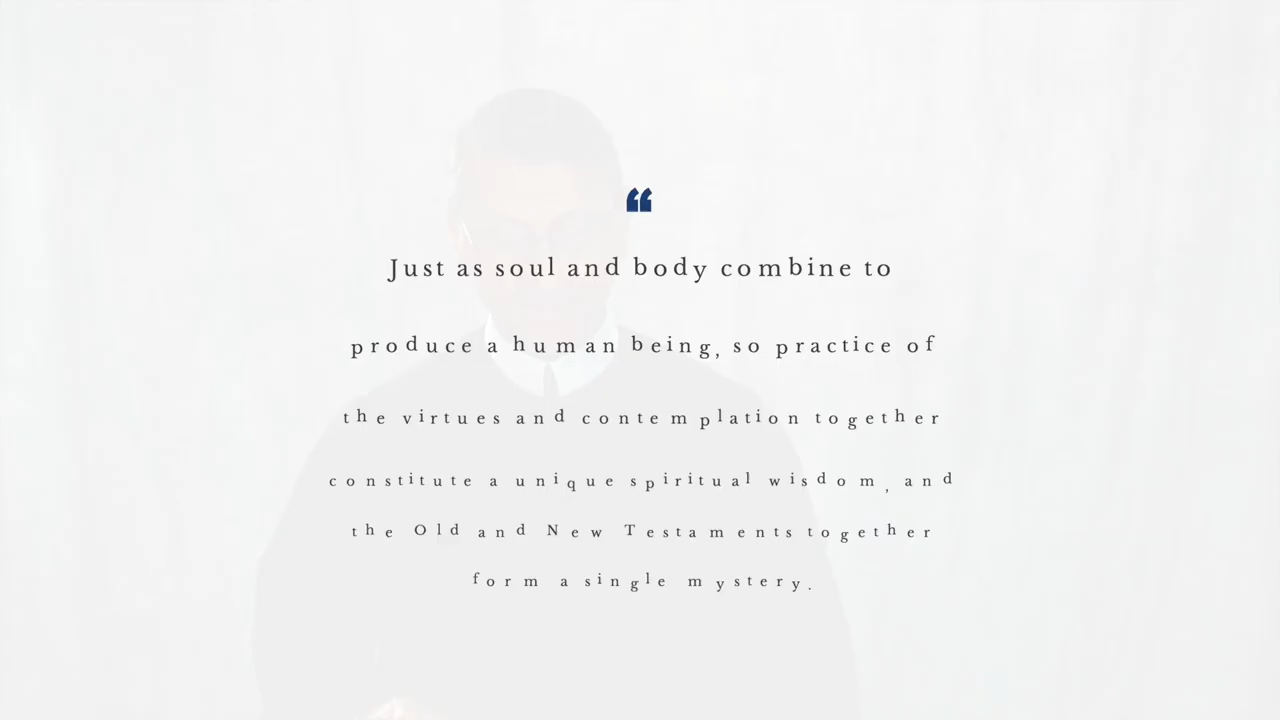 “
Just as soul and body combine to
produce a human being, so practice of
the virtues and contemplation together
constitute a unique spiritual wisdom, and
the Old and New Testaments together
form a single mystery.